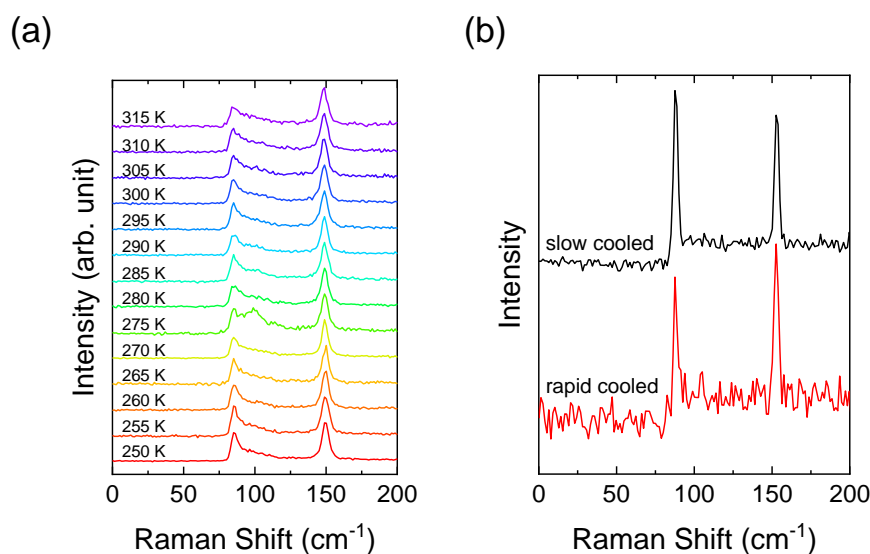 (a)
Intensity (arb. unit)
315 K
310 K
305 K
300 K
295 K
290 K
285 K
280 K
275 K
270 K
265 K
260 K
255 K
250 K
0 50 100 150 200
Raman Shift (cm⁻¹)
(b)
Intensity
slow cooled
rapid cooled
0 50 100 150 200
Raman Shift (cm⁻¹)